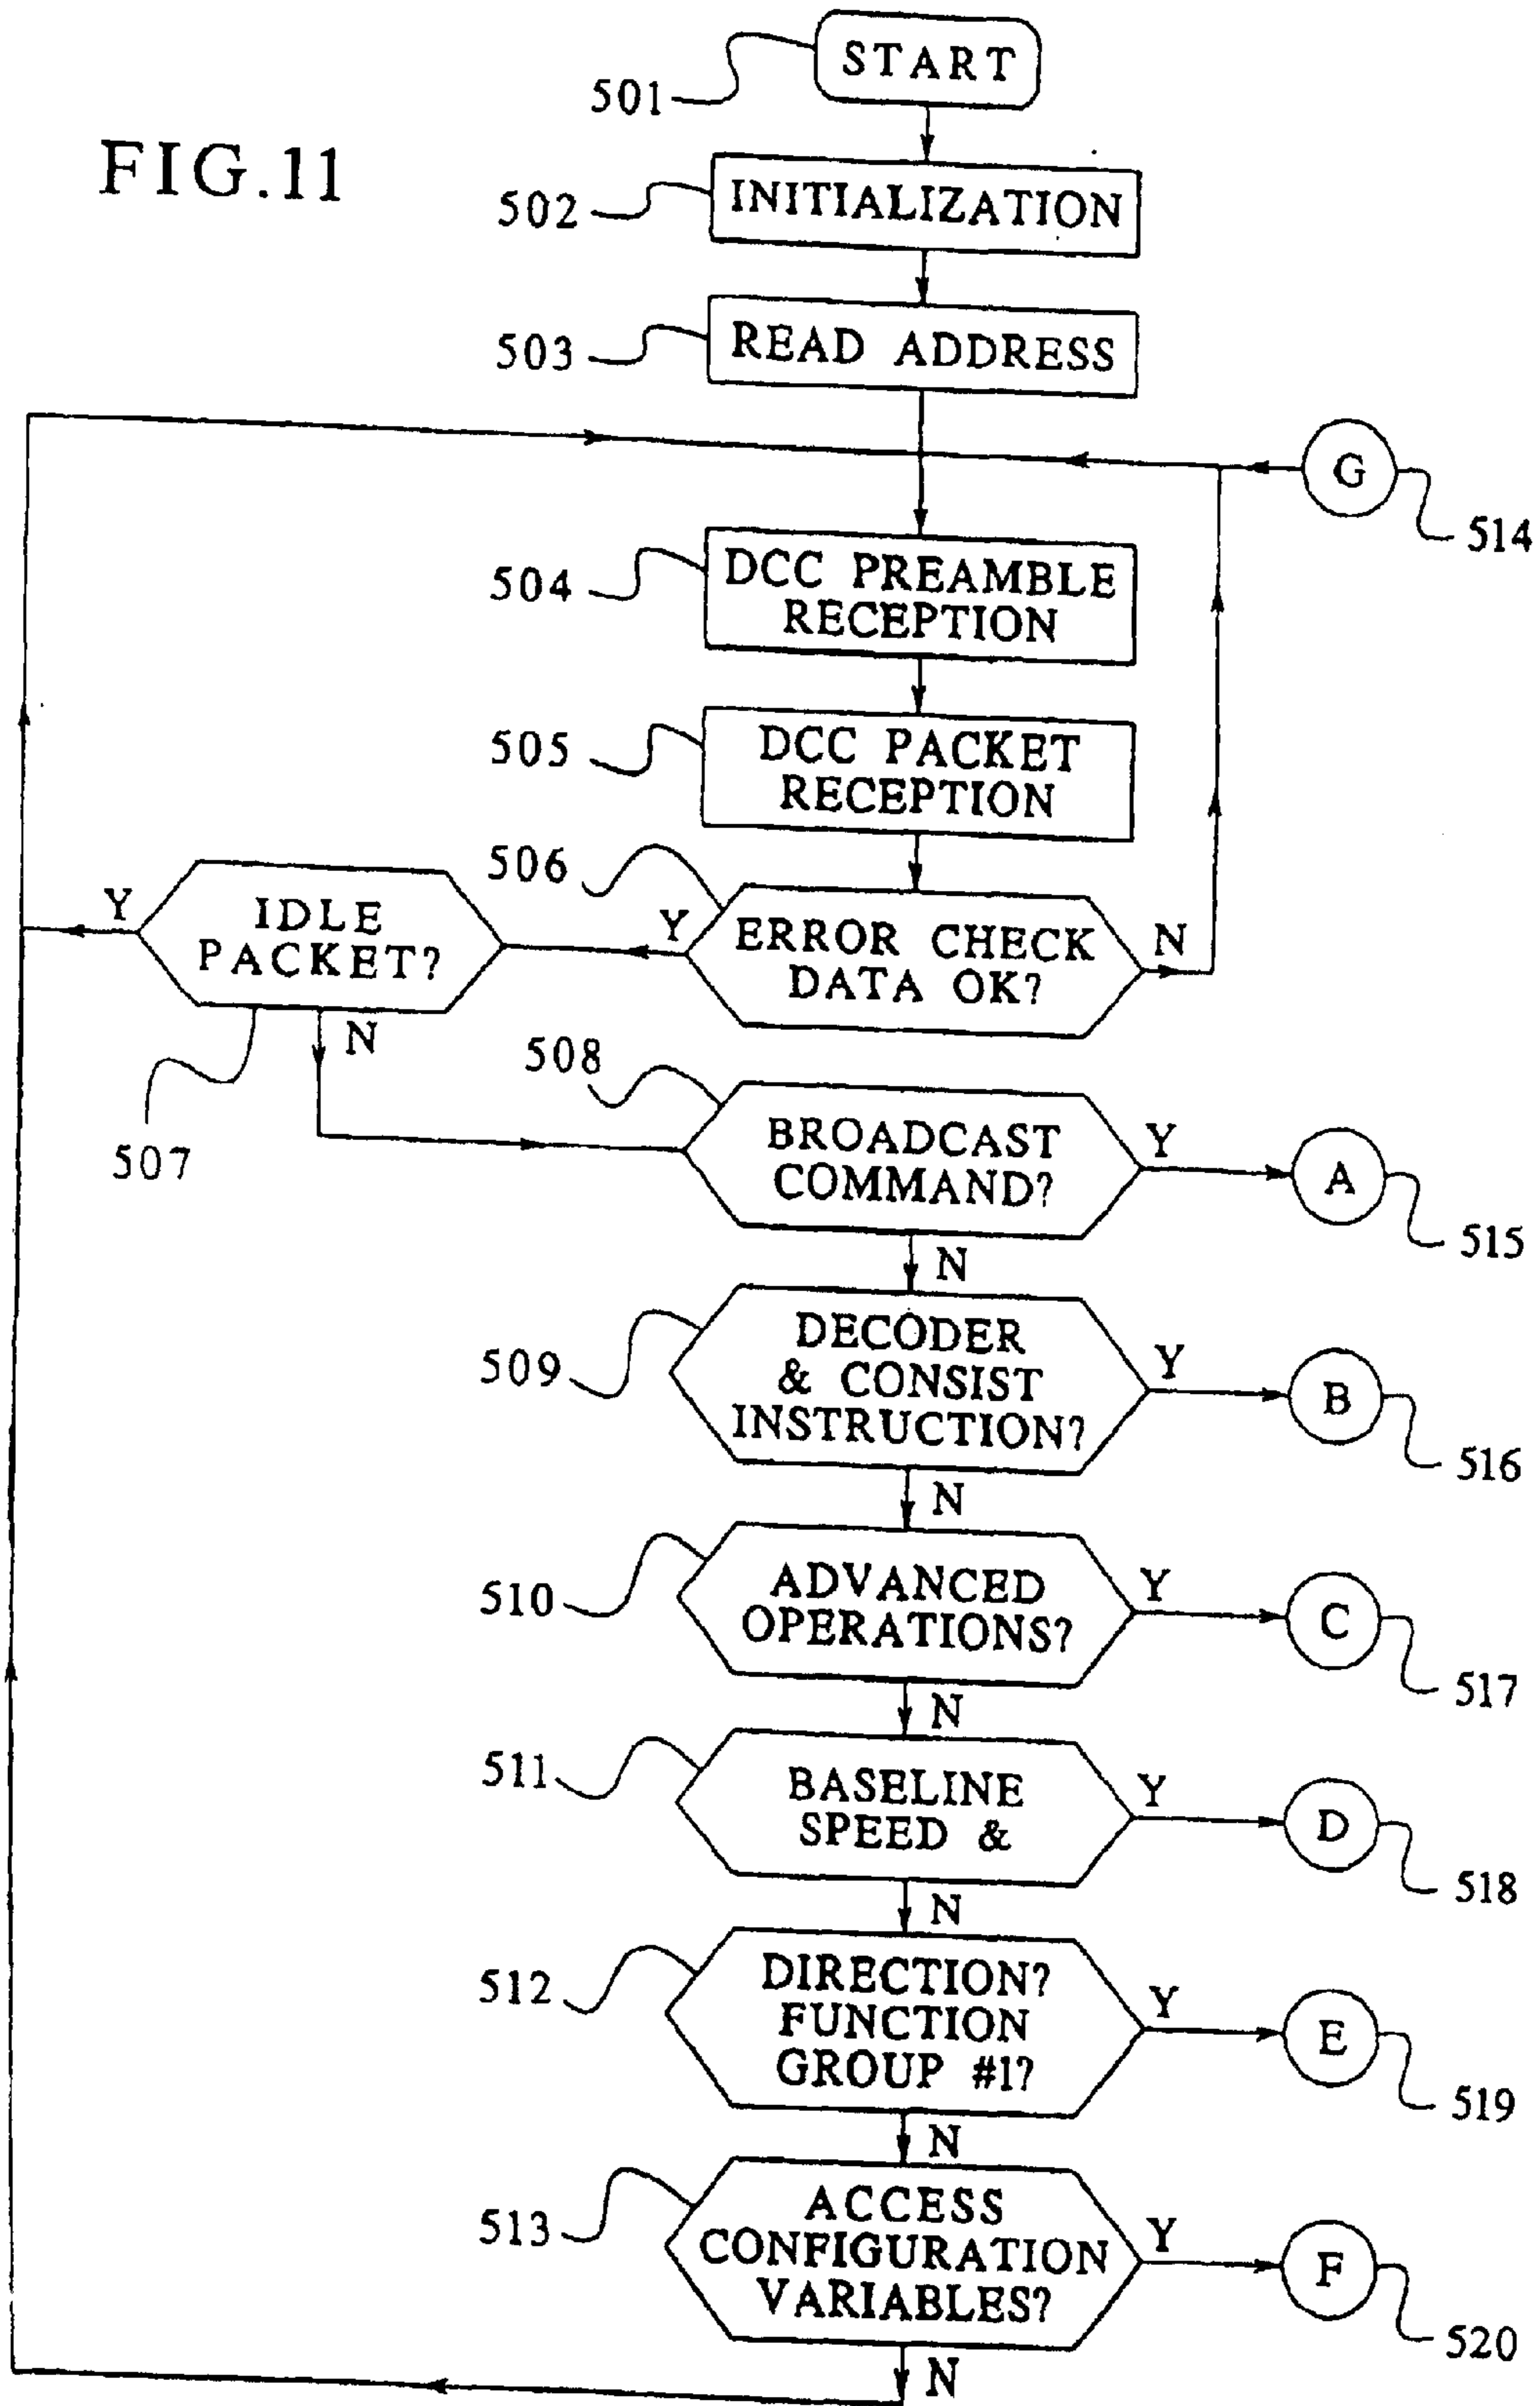 START
501
FIG.11
INITIALIZATION
502
READ ADDRESS
503
G
514
DCC PREAMBLE
RECEPTION
504
DCC PACKET
RECEPTION
505
506
Y
IDLE
PACKET?
Y
ERROR CHECK
DATA OK?
N
N
507
508
BROADCAST
COMMAND?
Y
A
515
N
DECODER
& CONSIST
INSTRUCTION?
509
Y
B
516
N
ADVANCED
OPERATIONS?
510
Y
C
517
N
511
BASELINE
SPEED &
Y
D
518
N
512
DIRECTION?
FUNCTION
GROUP #1?
Y
E
519
N
513
ACCESS
CONFIGURATION
VARIABLES?
Y
F
520
N